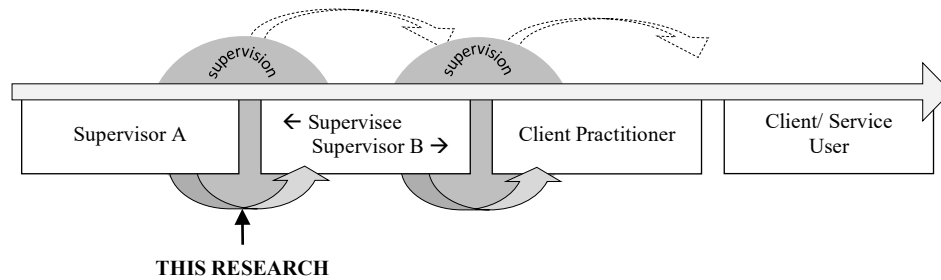 supervision
supervision
Supervisor A
← Supervisee
Supervisor B →
Client Practitioner
Client/ Service
User
THIS RESEARCH